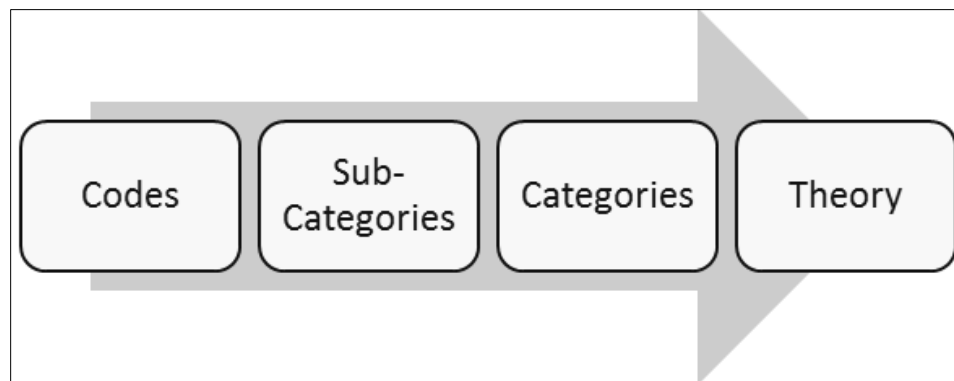 Codes
Sub-
Categories
Categories
Theory